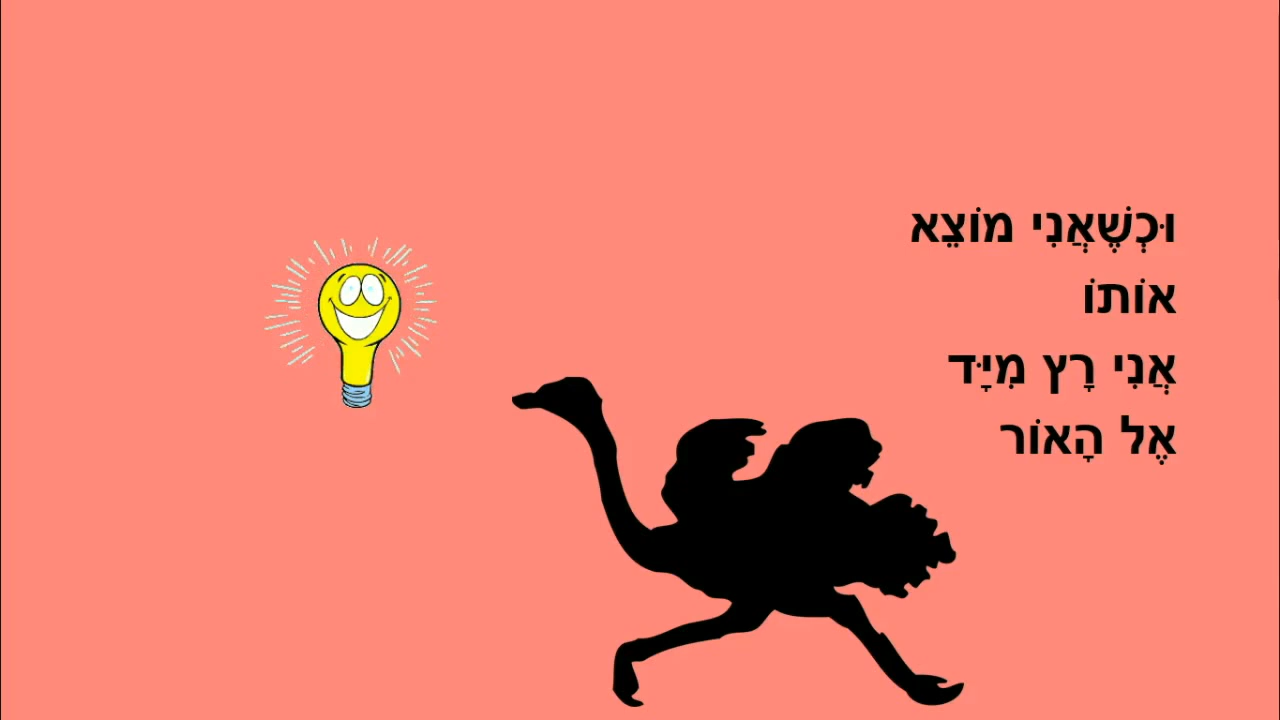 וּכְשֶׁאֲנִי מוֹצֵא
אוֹתוֹ
אֲנִי רָץ מִיָּד
אֶל הָאוֹר